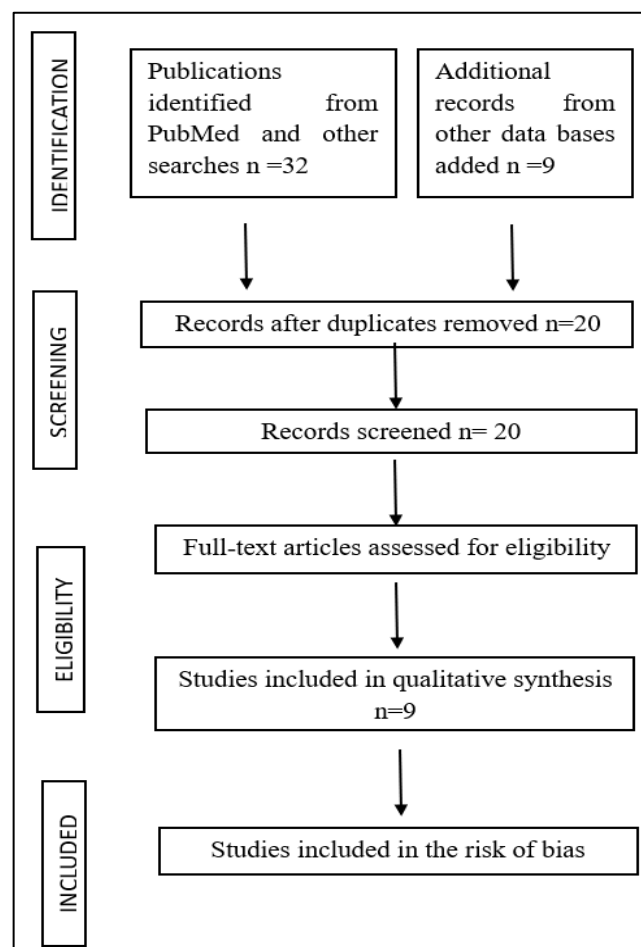 IDENTIFICATION
Publications
identified from
PubMed and other
searches n =32
Additional
records from
other data bases
added n =9
SCREENING
Records after duplicates removed n=20
Records screened n= 20
ELIGIBILITY
Full-text articles assessed for eligibility
Studies included in qualitative synthesis
n=9
INCLUDED
Studies included in the risk of bias